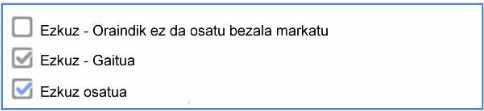 Ezkuz - Oraindik ez da osatu bezala markatu
Ezkuz - Gaitua
Ezkuz osatua